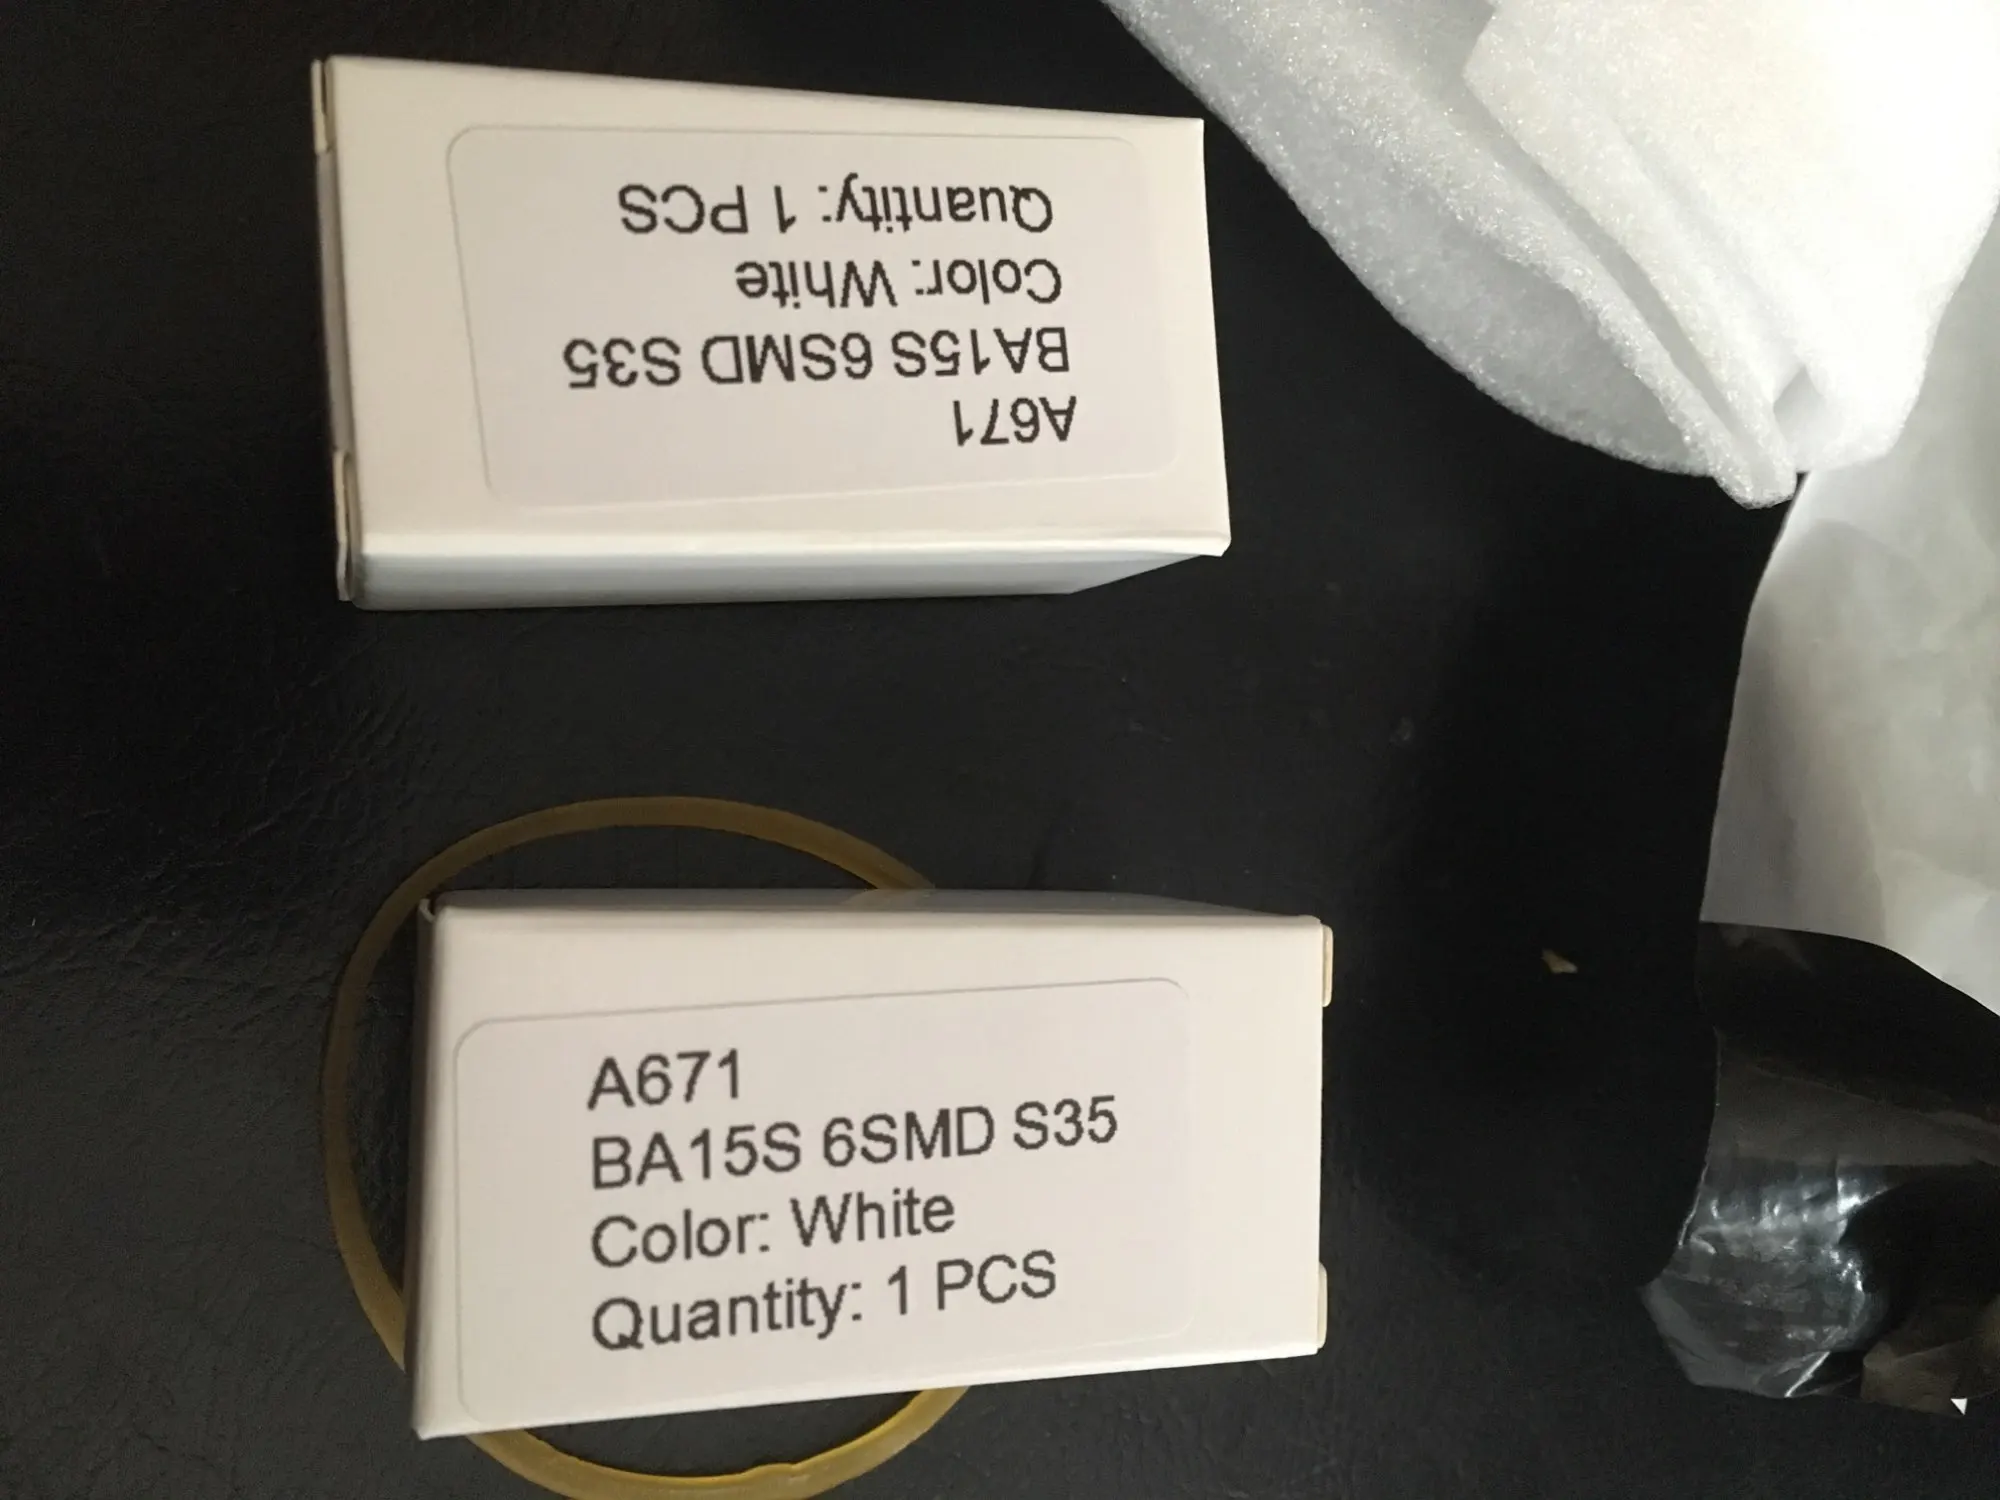 A671
BA15S 6SMD S35
Color: White
Quantity: 1 PCS
A671
BA15S 6SMD S35
Color: White
Quantity: 1 PCS